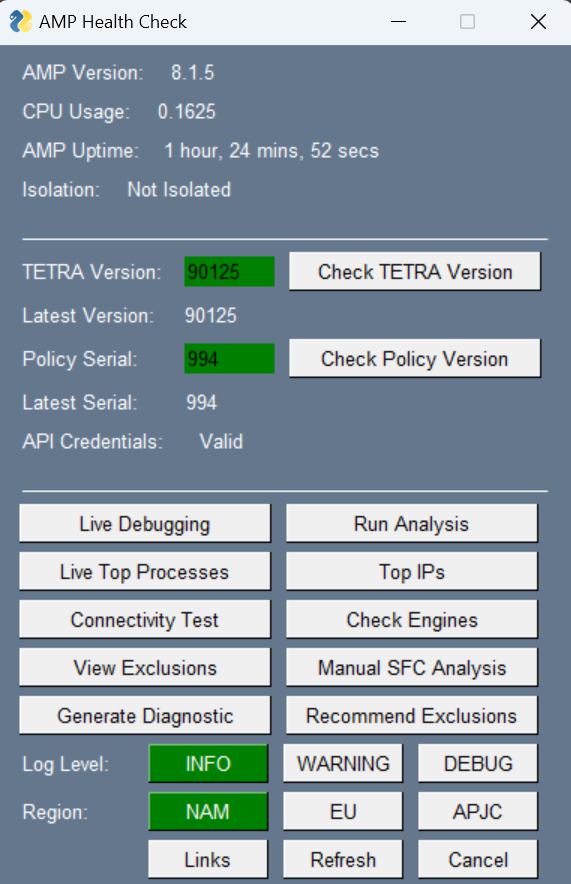 AMP Health Check
AMP Version: 8.1.5
CPU Usage: 0.1625
AMP Uptime: 1 hour, 24 mins, 52 secs
Isolation: Not Isolated
TETRA Version: 90125 Check TETRA Version
Latest Version: 90125
Policy Serial: 994 Check Policy Version
Latest Serial: 994
API Credentials: Valid
Live Debugging Run Analysis
Live Top Processes Top IPs
Connectivity Test Check Engines
View Exclusions Manual SFC Analysis
Generate Diagnostic Recommend Exclusions
Log Level: INFO WARNING DEBUG
Region: NAM EU APJC
Links Refresh Cancel